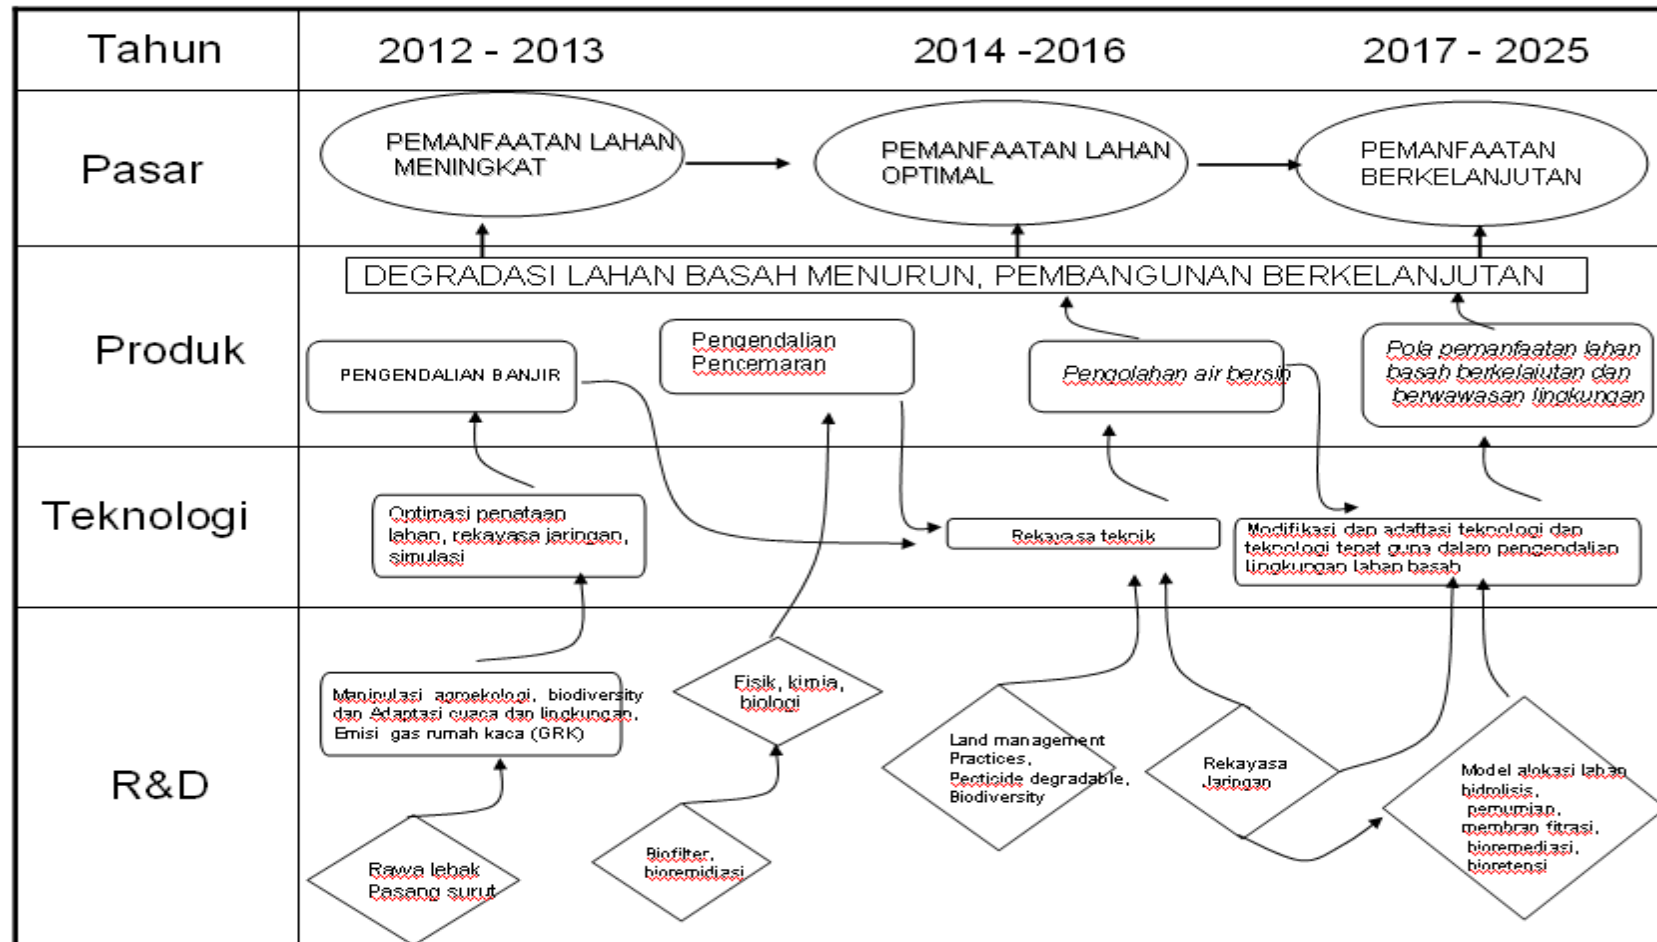 Tahun
2012 - 2013
2014 -2016
2017 - 2025
Pasar
PEMANFAATAN LAHAN
MENINGKAT
PEMANFAATAN LAHAN
OPTIMAL
PEMANFAATAN
BERKELANJUTAN
Produk
DEGRADASI LAHAN BASAH MENURUN, PEMBANGUNAN BERKELANJUTAN
PENGENDALIAN BANJIR
Pengendalian
Pencemaran
Pengolahan air bersih
Pola pemanfaatan lahan
basah berkelajutan dan
berwawasan lingkungan
Teknologi
Optimasi penataan
lahan, rekayasa jaringan,
simulasi
Rekayasa teknik
Modifikasi dan adaftasi teknologi dan
teknologi tepat guna dalam pengendalian
lingkungan lahan basah
R&D
Manipulasi agroekologi, biodiversity
dan Adaptasi cuaca dan lingkungan,
Emisi gas rumah kaca (GRK)
Fisik, kimia,
biologi
Land management
Practices,
Pecticide degradable,
Biodiversity
Rekayasa
Jaringan
Model alokasi lahan
hidrolisis,
pemurnian,
membran fitrasi,
bioremediasi,
bioretensi
Rawa lebak
Pasang surut
Biofilter,
bioremidiasi